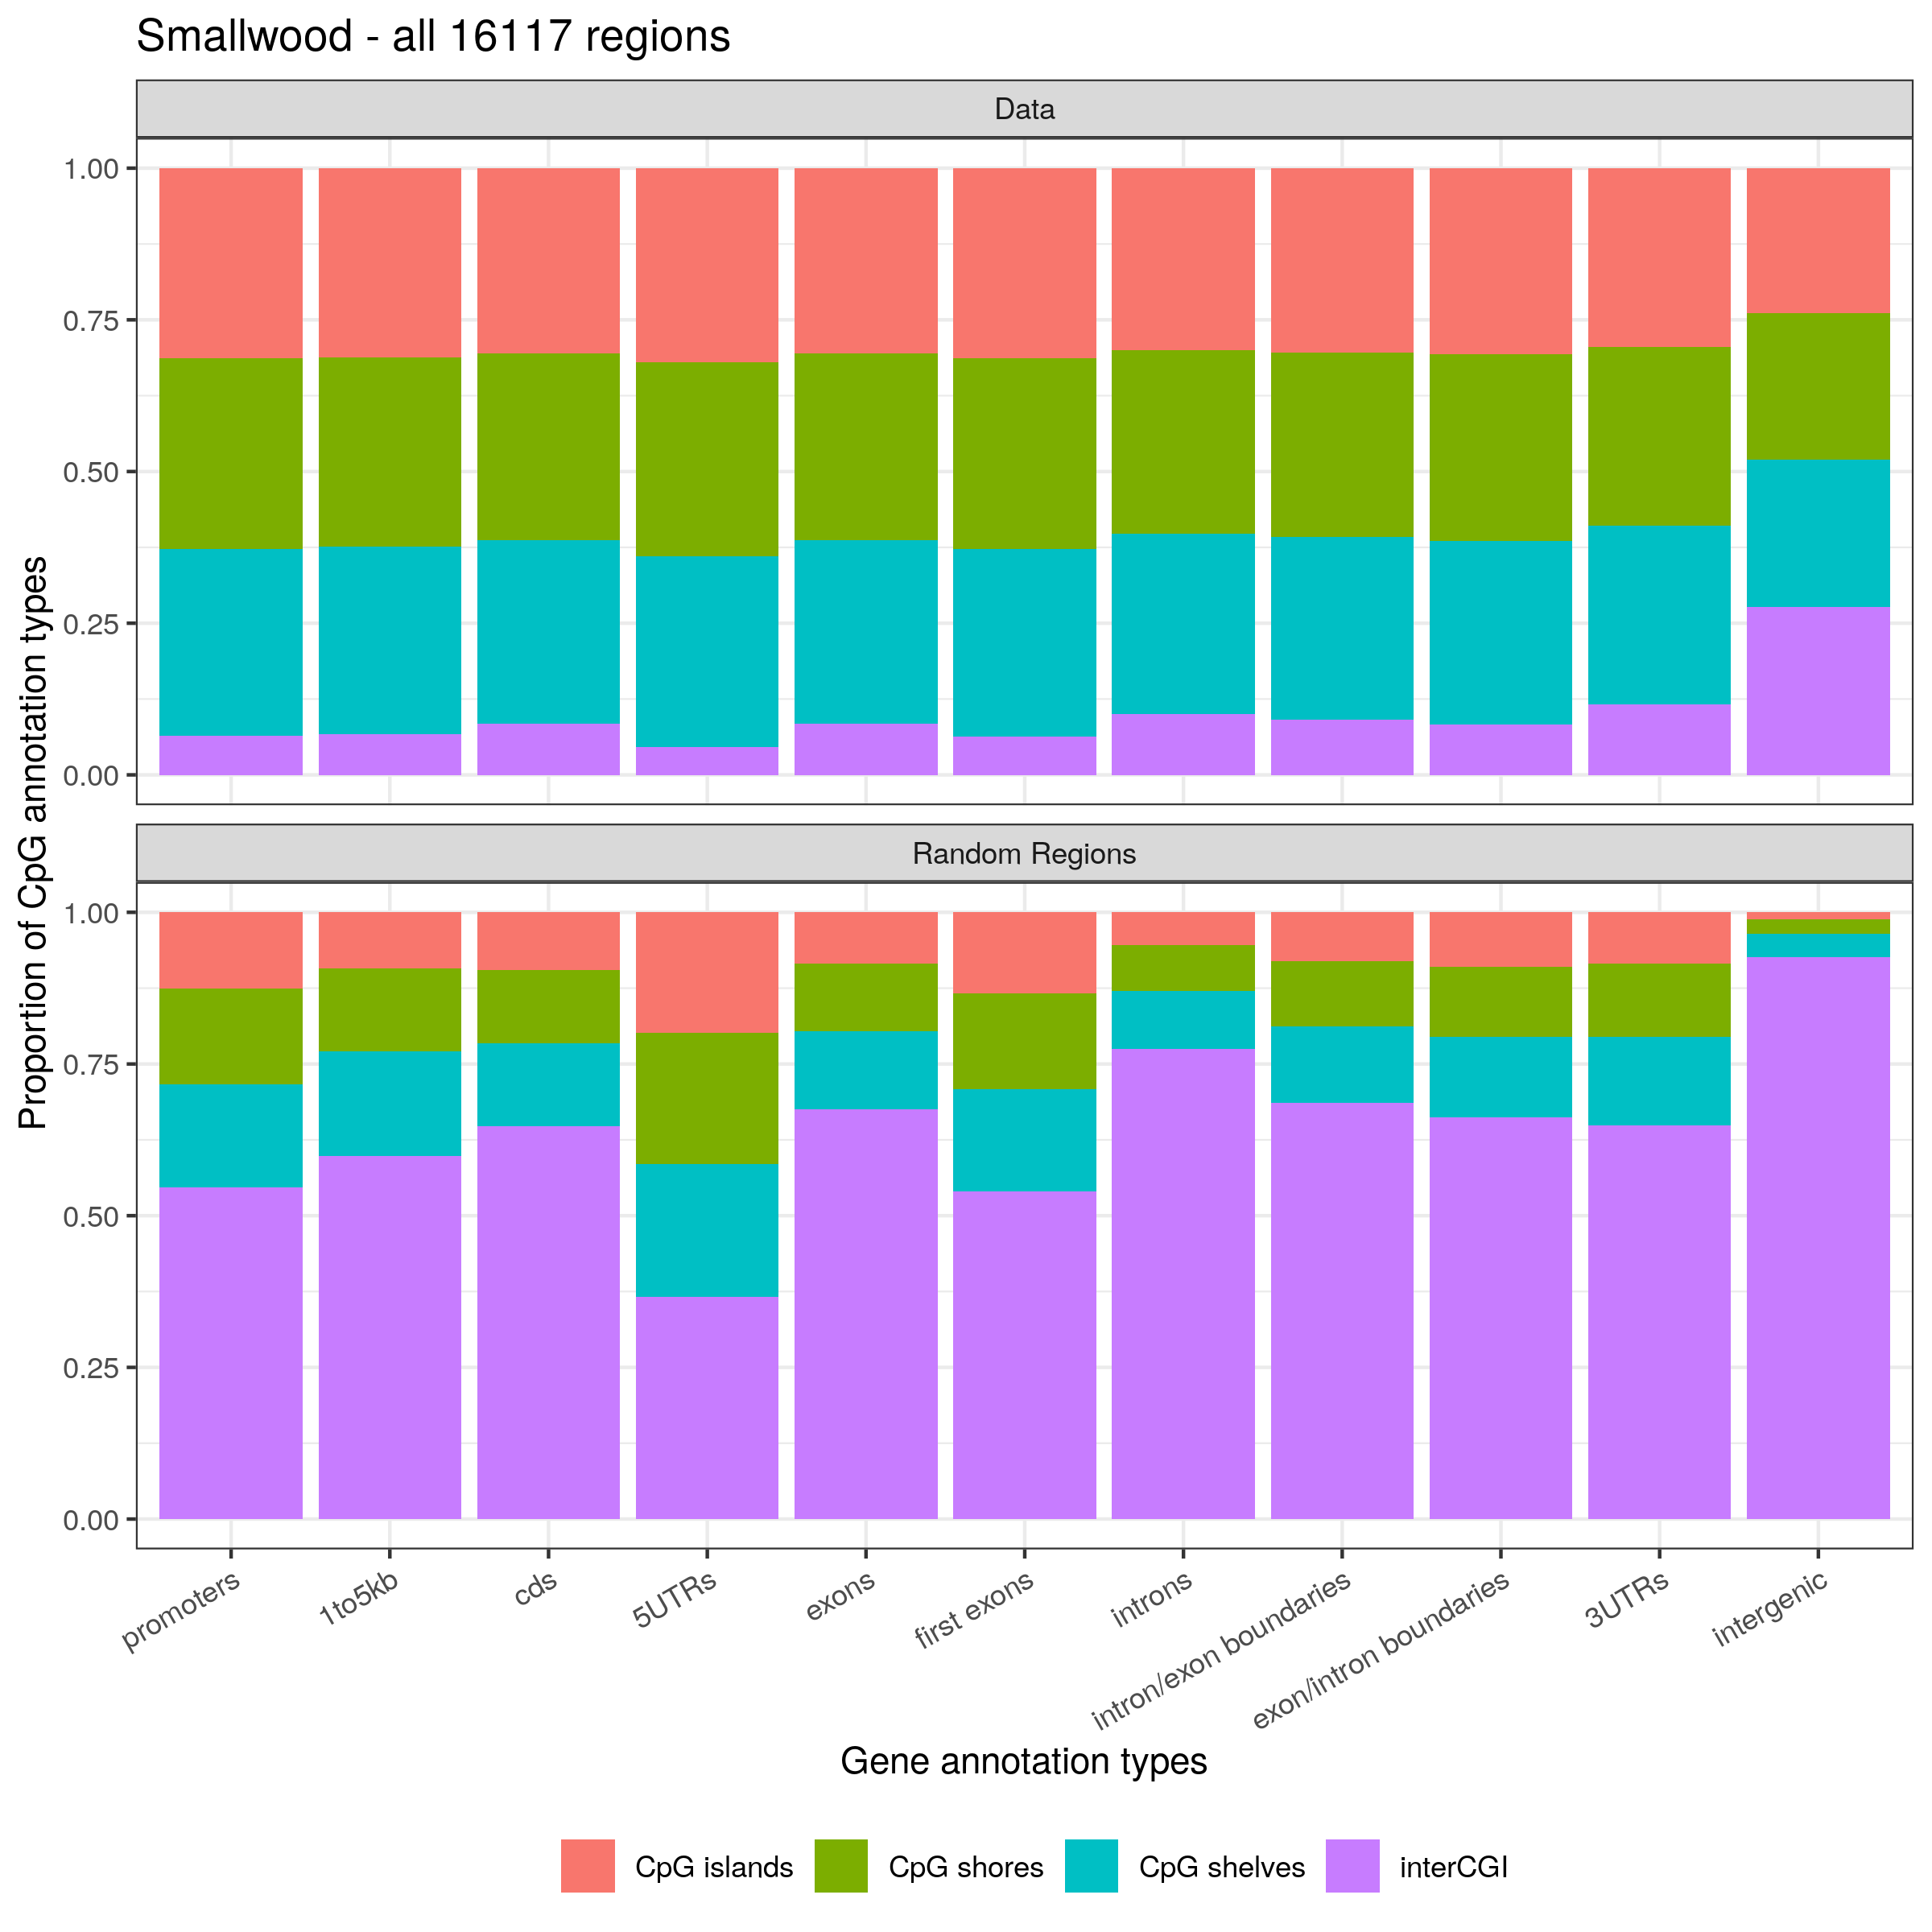 Smallwood - all 16117 regions
Data
1.00
0.75
0.50
0.25
0.00
Random Regions
1.00
0.75
0.50
0.25
0.00
Proportion of CpG annotation types
promoters
1to5kb
cds
5UTRs
exons
first exons
introns
intron/exon boundaries
exon/intron boundaries
3UTRs
intergenic
Gene annotation types
CpG islands CpG shores CpG shelves interCGI